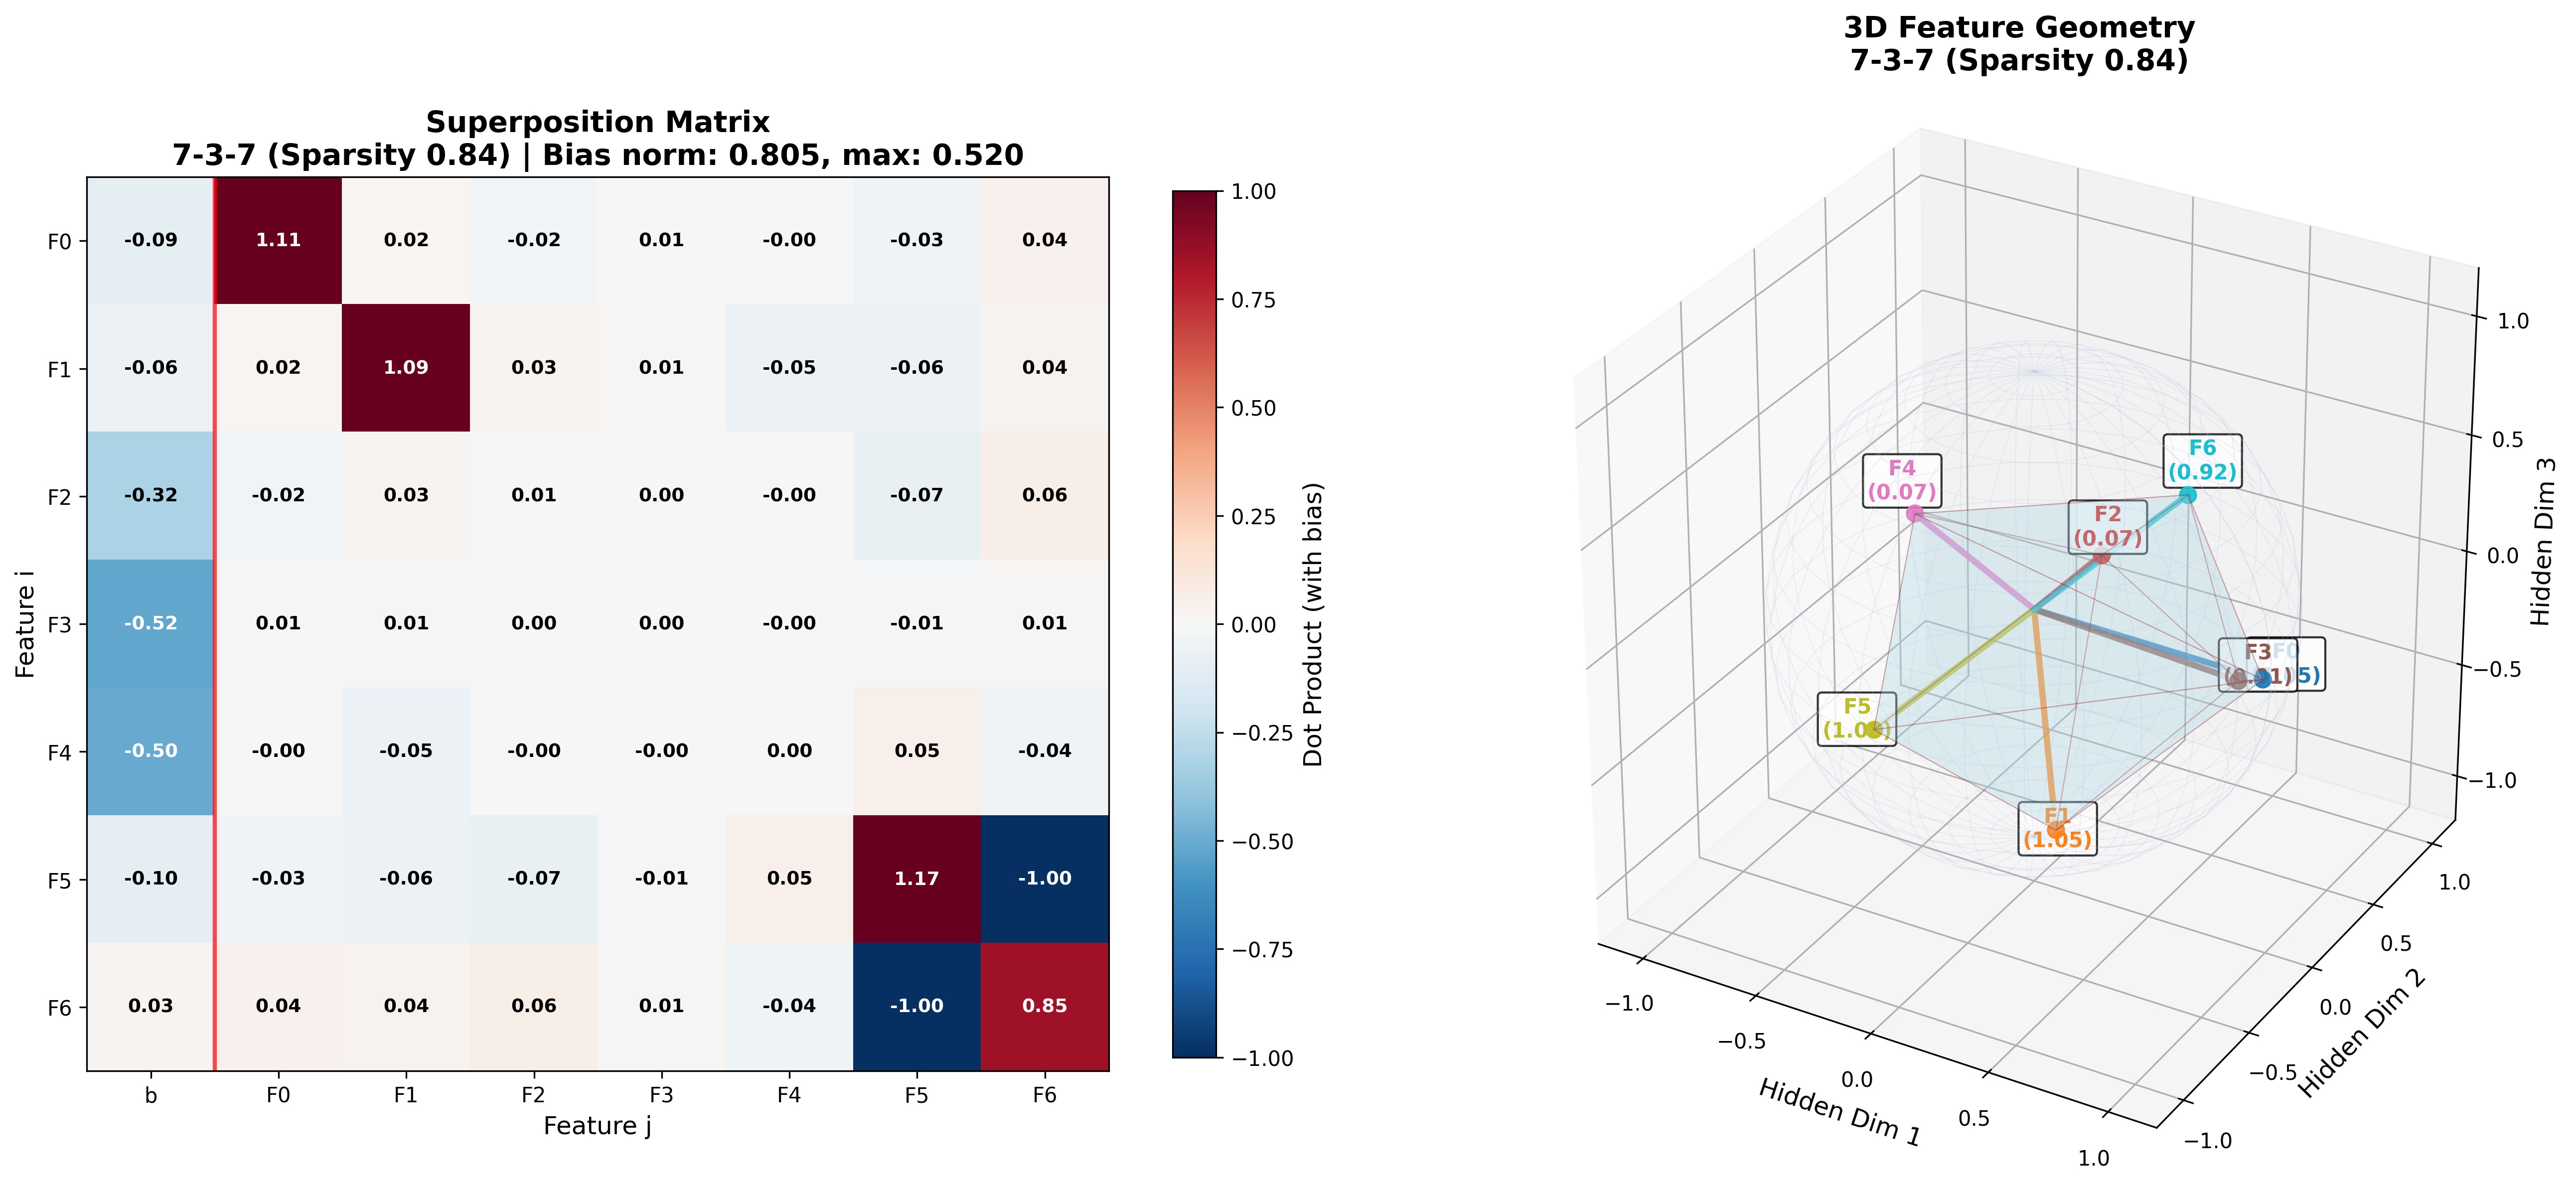 Superposition Matrix
7-3-7 (Sparsity 0.84) | Bias norm: 0.805, max: 0.520
Feature i
F0 -0.09 1.11 0.02 -0.02 0.01 -0.00 -0.03 0.04
F1 -0.06 0.02 1.09 0.03 0.01 -0.05 -0.06 0.04
F2 -0.32 -0.02 0.03 0.01 0.00 -0.00 -0.07 0.06
F3 -0.52 0.01 0.01 0.00 0.00 -0.00 -0.01 0.01
F4 -0.50 -0.00 -0.05 -0.00 -0.00 0.00 0.05 -0.04
F5 -0.10 -0.03 -0.06 -0.07 -0.01 0.05 1.17 -1.00
F6 0.03 0.04 0.04 0.06 0.01 -0.04 -1.00 0.85
b F0 F1 F2 F3 F4 F5 F6
Feature j
1.00
0.75
0.50
0.25
0.00
−0.25
−0.50
−0.75
−1.00
Dot Product (with bias)
3D Feature Geometry
7-3-7 (Sparsity 0.84)
F4
(0.07)
F6
(0.92)
F2
(0.07)
F3
F0
F5
F1
(1.05)
1.0
0.5
0.0
−0.5
−1.0
Hidden Dim 3
1.0
0.5
0.0
−0.5
−1.0
Hidden Dim 2
−1.0
−0.5
0.0
0.5
1.0
Hidden Dim 1